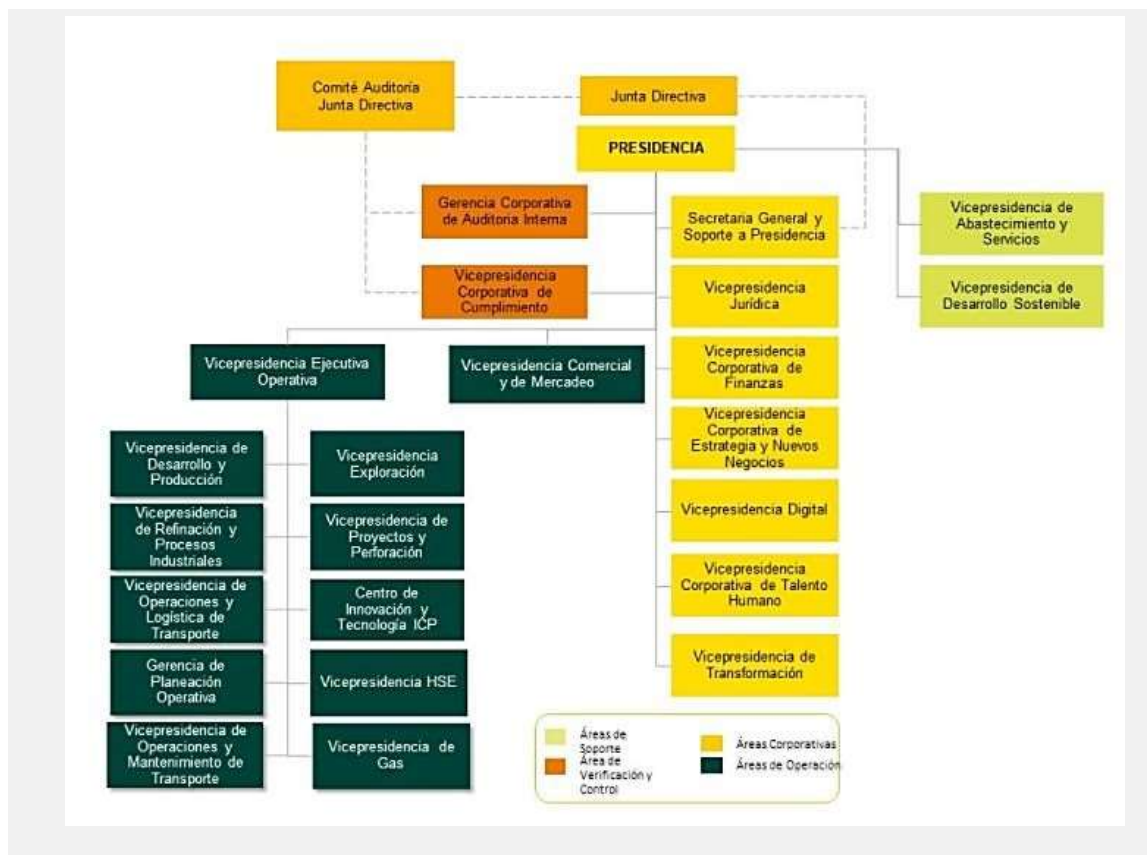 Comité Auditoría
Junta Directiva
Junta Directiva
PRESIDENCIA
Gerencia Corporativa
de Auditoria Interna
Secretaria General y
Soporte a Presidencia
Vicepresidencia de
Abastecimiento y
Servicios
Vicepresidencia
Corporativa de
Cumplimiento
Vicepresidencia
Jurídica
Vicepresidencia de
Desarrollo Sostenible
Vicepresidencia Ejecutiva
Operativa
Vicepresidencia Comercial
y de Mercadeo
Vicepresidencia
Corporativa de
Finanzas
Vicepresidencia
Corporativa de
Estrategia y Nuevos
Negocios
Vicepresidencia de
Desarrollo y
Producción
Vicepresidencia
Exploración
Vicepresidencia
de Refinación y
Procesos
Industriales
Vicepresidencia de
Proyectos y
Perforación
Vicepresidencia Digital
Vicepresidencia de
Operaciones y
Logística de
Transporte
Centro de
Innovación y
Tecnología ICP
Vicepresidencia
Corporativa de Talento
Humano
Gerencia de
Planeación
Operativa
Vicepresidencia HSE
Vicepresidencia de
Transformación
Vicepresidencia de
Operaciones y
Mantenimiento de
Transporte
Vicepresidencia de
Gas
Áreas de
Soporte
Área de
Verificación y
Control
Áreas Corporativas
Áreas de Operación